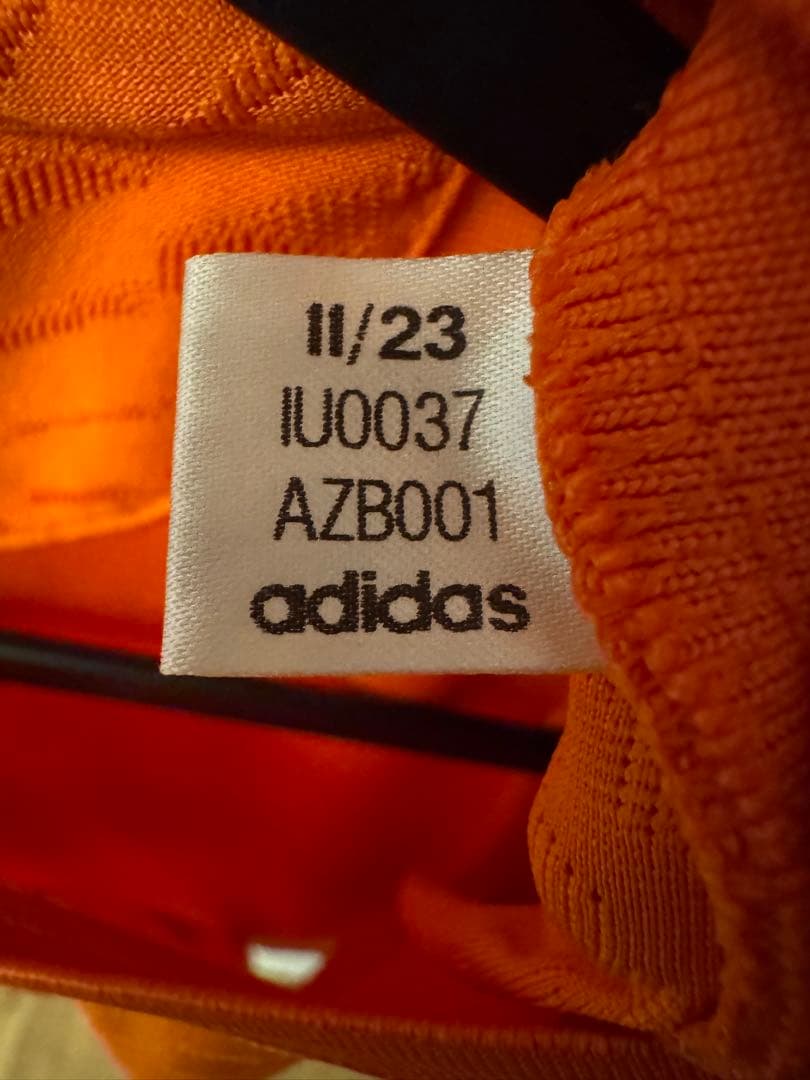 11/23
IU0037
AZB001
adidas